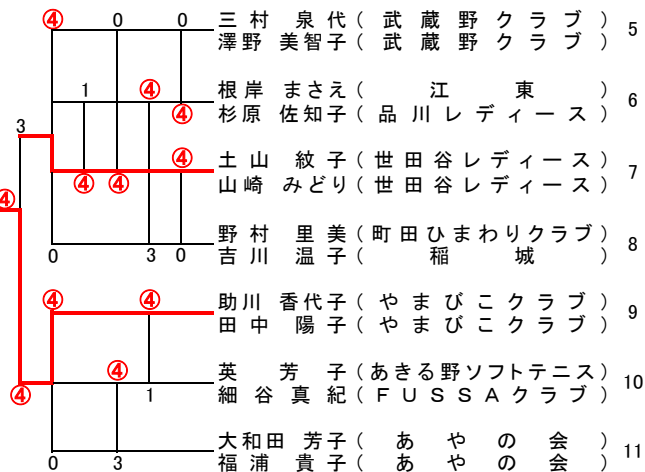 ④ 0 0 三村 泉代 ( 武蔵野クラブ ) 5
澤野 美智子 ( 武蔵野クラブ )
1 ④ 根岸 まさえ ( 江東 ) 6
④ 杉原 佐知子 ( 品川レディース )
3 ④ 土山 紋子 ( 世田谷レディース ) 7
④ ④ 山崎 みどり ( 世田谷レディース )
④ 野村 里美 ( 町田ひまわりクラブ ) 8
0 3 0 吉川 温子 ( 稲城 )
④ ④ 助川 香代子 ( やまびこクラブ ) 9
田中 陽子 ( やまびこクラブ )
④ 英 芳子 ( あきる野ソフトテニス ) 10
④ 1 細谷 真紀 ( FUSSAクラブ )
大和田 芳子 ( あやの会 ) 11
0 3 福浦 貴子 ( あやの会 )